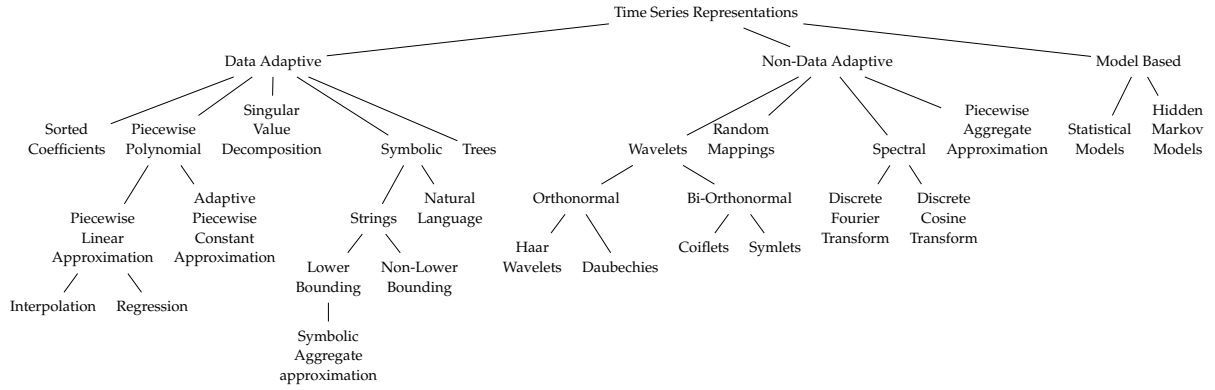 Time Series Representations
Data Adaptive
Non-Data Adaptive
Model Based
Sorted
Coefficients
Piecewise
Polynomial
Singular
Value
Decomposition
Symbolic
Trees
Wavelets
Random
Mappings
Spectral
Piecewise
Aggregate
Approximation
Statistical
Models
Hidden
Markov
Models
Piecewise
Linear
Approximation
Adaptive
Piecewise
Constant
Approximation
Strings
Natural
Language
Orthonormal
Bi-Orthonormal
Discrete
Fourier
Transform
Discrete
Cosine
Transform
Interpolation
Regression
Lower
Bounding
Non-Lower
Bounding
Haar
Wavelets
Daubechies
Coiflets
Symlets
Symbolic
Aggregate
approximation